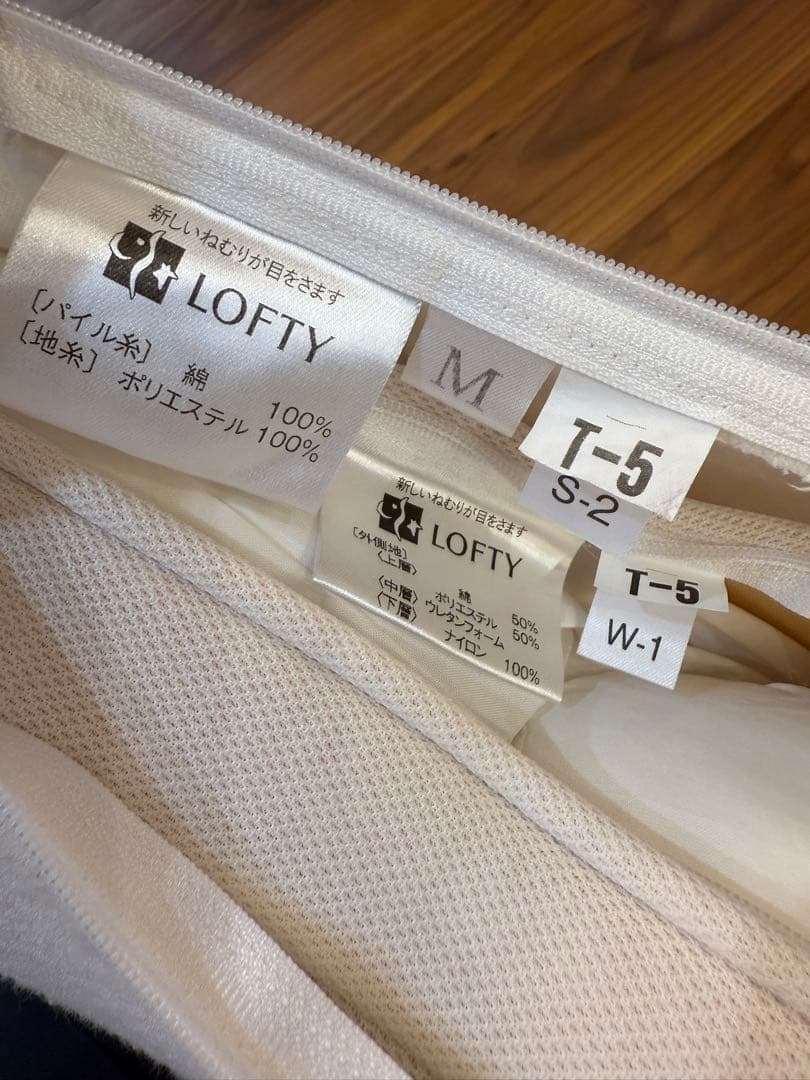 新しいねむりが目をさます
LOFTY
〔パイル糸〕 綿 100%
〔地糸〕 ポリエステル 100%
M
T-5
S-2
新しいねむりが目をさます
LOFTY
〔外側地〕
〈上層〉 綿 50%
ポリエステル 50%
〈中層〉 ウレタンフォーム
〈下層〉 ナイロン 100%
T-5
W-1